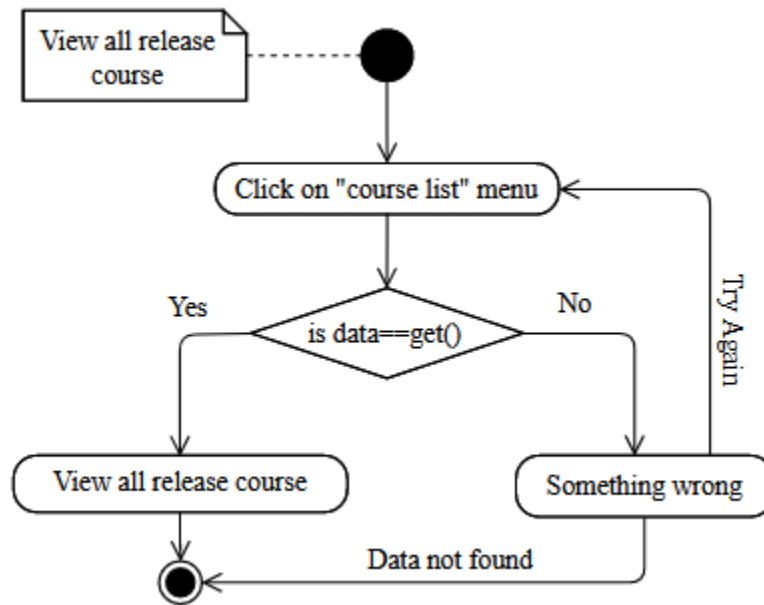 View all release
course
Click on "course list" menu
Yes
No
is data==get()
Try Again
View all release course
Something wrong
Data not found